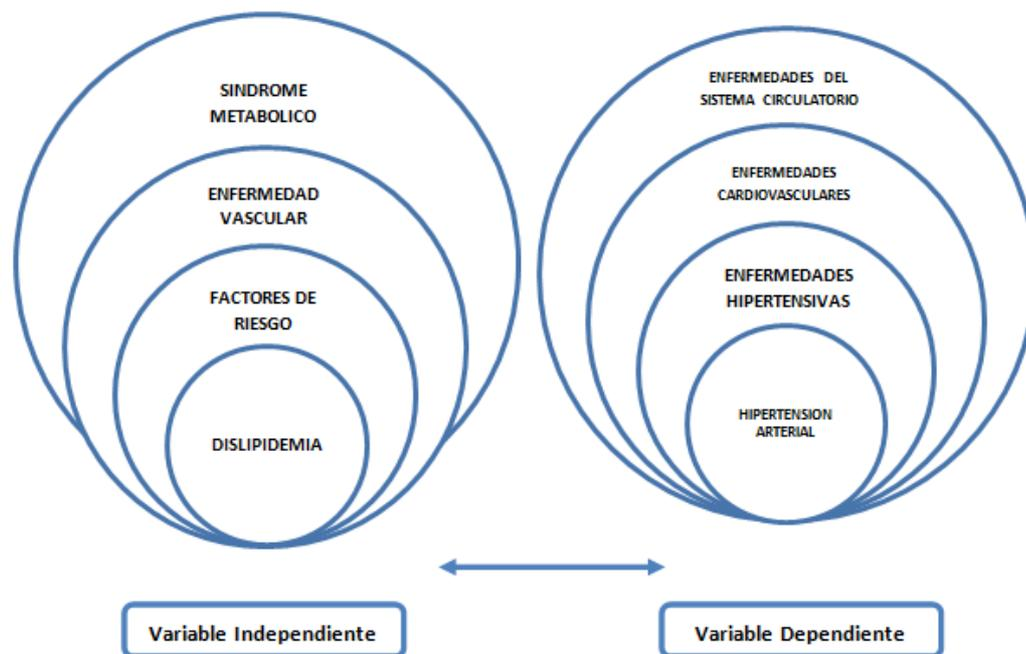 SINDROME
METABOLICO
ENFERMEDAD
VASCULAR
FACTORES DE
RIESGO
DISLIPIDEMIA
ENFERMEDADES DEL
SISTEMA CIRCULATORIO
ENFERMEDADES
CARDIOVASCULARES
ENFERMEDADES
HIPERTENSIVAS
HIPERTENSION
ARTERIAL
Variable Independiente
Variable Dependiente